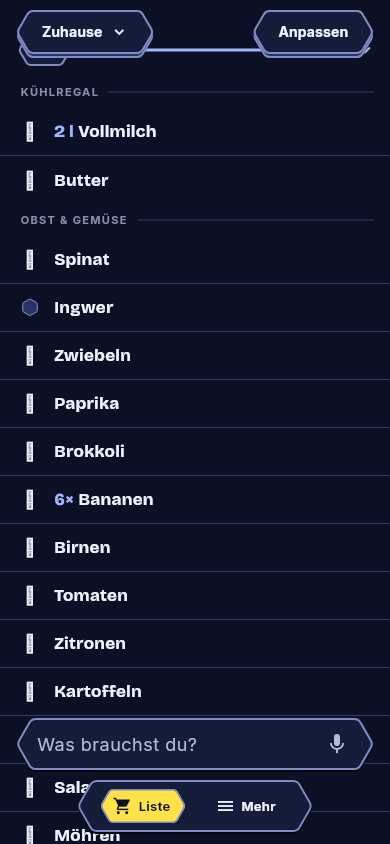 Zuhause
Anpassen
KÜHLREGAL
2 l Vollmilch
Butter
OBST & GEMÜSE
Spinat
Ingwer
Zwiebeln
Paprika
Brokkoli
6× Bananen
Birnen
Tomaten
Zitronen
Kartoffeln
Was brauchst du?
Liste
Mehr
Möhren